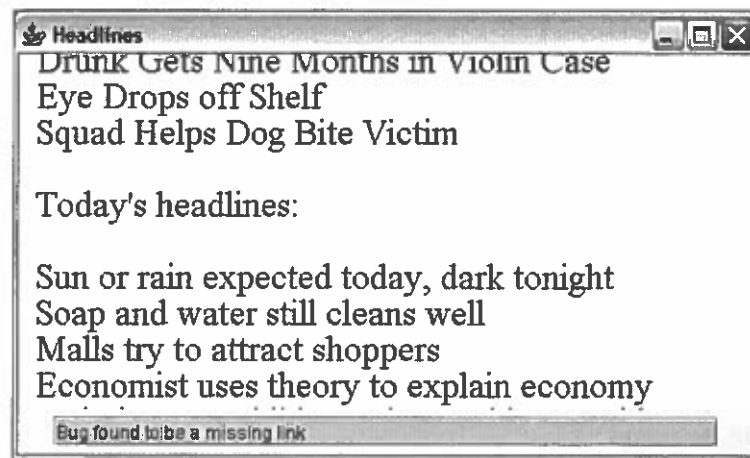 Headlines
Drunk Gets Nine Months in Violin Case
Eye Drops off Shelf
Squad Helps Dog Bite Victim
Today's headlines:
Sun or rain expected today, dark tonight
Soap and water still cleans well
Malls try to attract shoppers
Economist uses theory to explain economy
Bug found to be a missing link